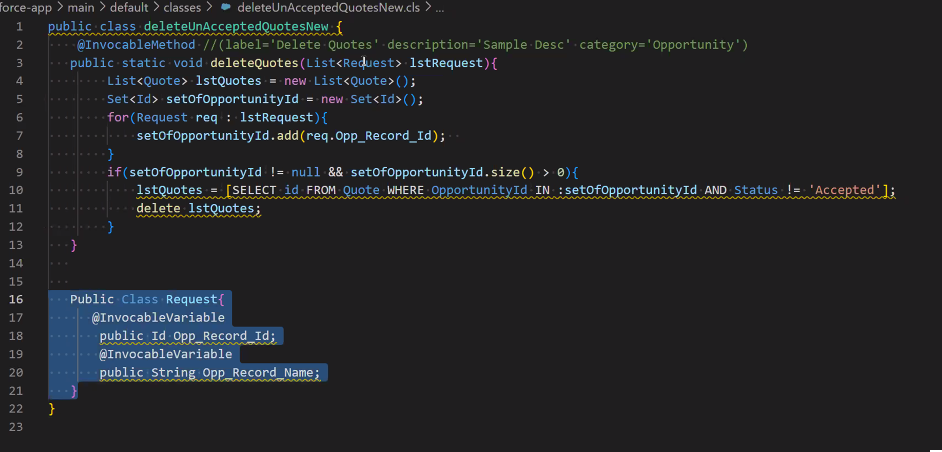 force-app > main > default > classes > deleteUnAcceptedQuotesNew.cls > ...
1 public class deleteUnAcceptedQuotesNew {
2 @InvocableMethod //(label='Delete Quotes' description='Sample Desc' category='Opportunity')
3 public static void deleteQuotes(List<Request> lstRequest){
4 List<Quote> lstQuotes = new List<Quote>();
5 Set<Id> setOfOpportunityId = new Set<Id>();
6 for(Request req : lstRequest){
7 setOfOpportunityId.add(req.Opp_Record_Id);
8 }
9 if(setOfOpportunityId != null && setOfOpportunityId.size() > 0){
10 lstQuotes = [SELECT id FROM Quote WHERE OpportunityId IN :setOfOpportunityId AND Status != 'Accepted'];
11 delete lstQuotes;
12 }
13 }
14
15
16 Public Class Request{
17 @InvocableVariable
18 public Id Opp_Record_Id;
19 @InvocableVariable
20 public String Opp_Record_Name;
21 }
22 }
23